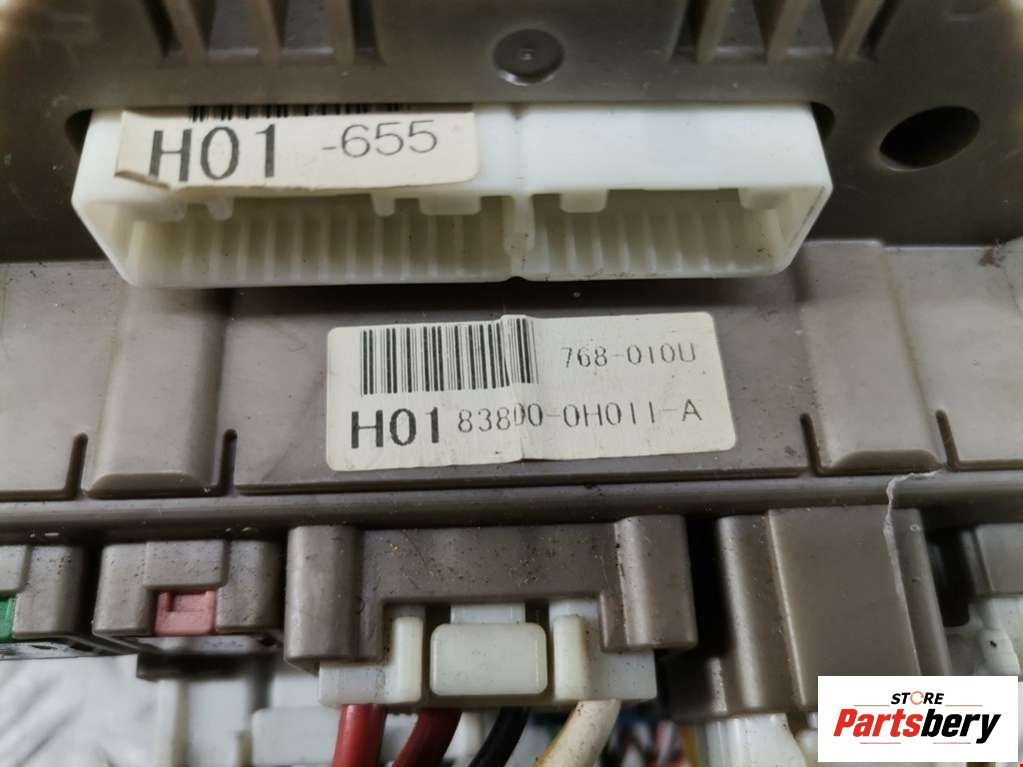 H01 -655
768-010U
H01 83800-0H011-A
STORE
Partsbery